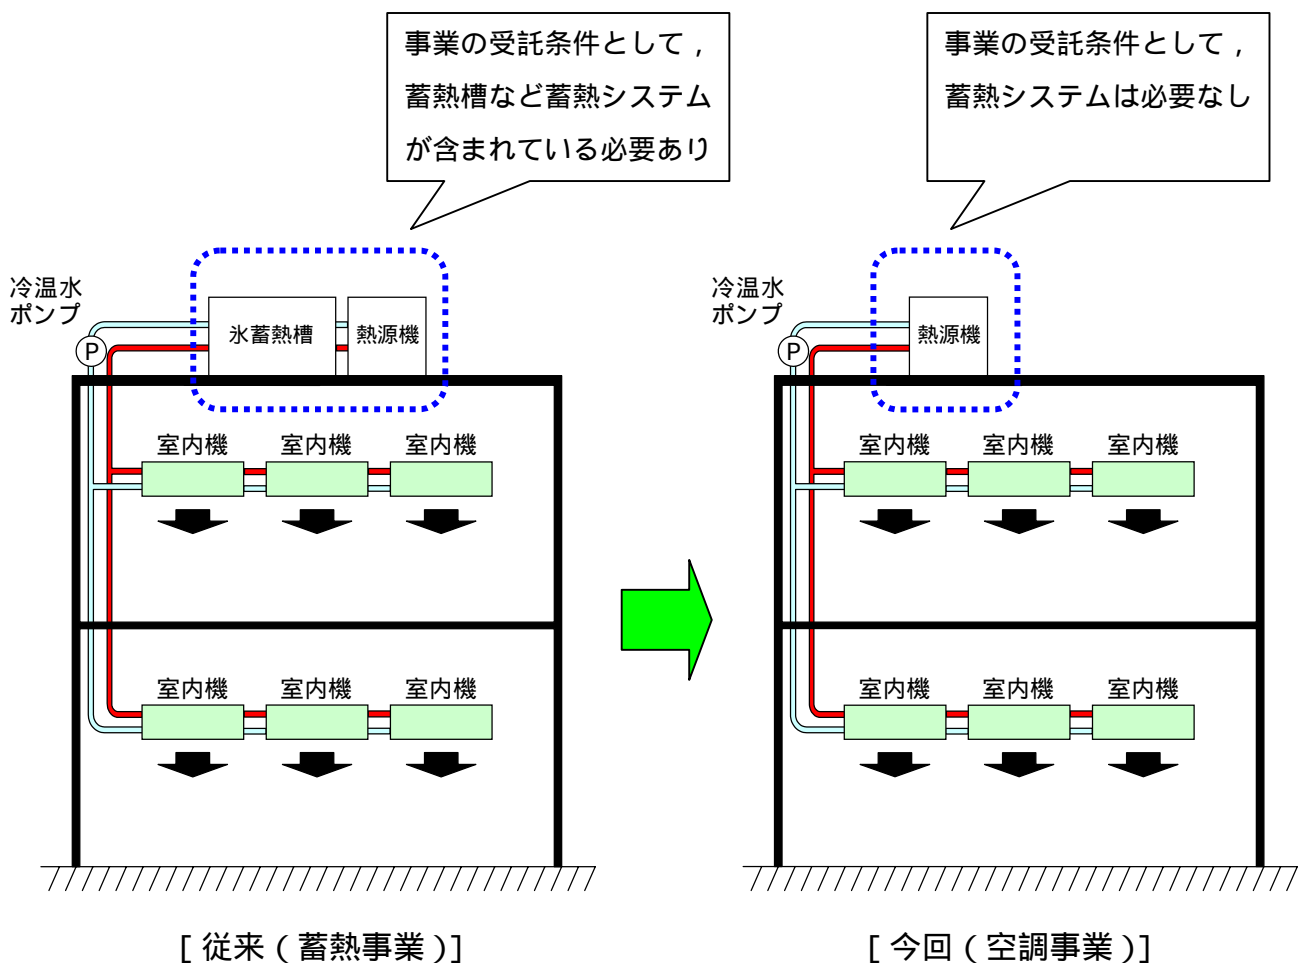 事業の受託条件として，
蓄熱槽など蓄熱システム
が含まれている必要あり
事業の受託条件として，
蓄熱システムは必要なし
冷温水
ポンプ
P
氷蓄熱槽
熱源機
室内機 室内機 室内機
室内機 室内機 室内機
[ 従来（蓄熱事業）]
冷温水
ポンプ
P
熱源機
室内機 室内機 室内機
室内機 室内機 室内機
[ 今回（空調事業）]